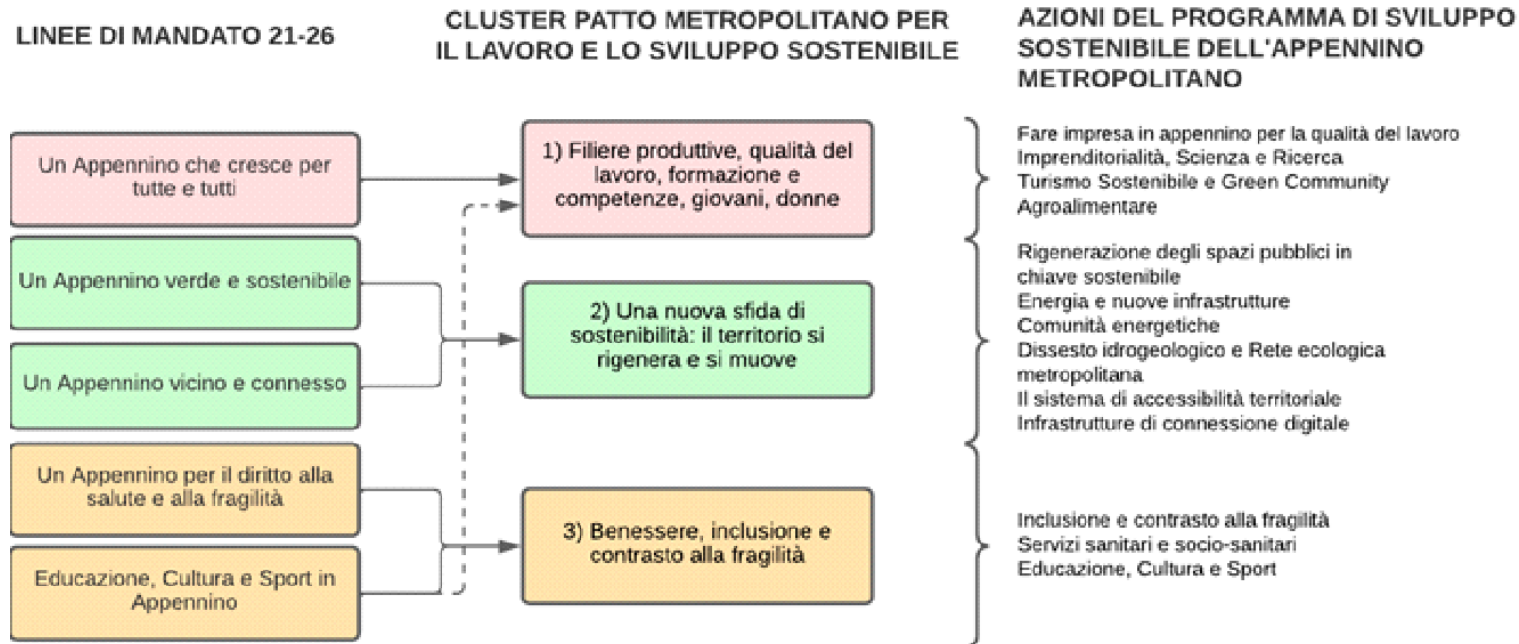 LINEE DI MANDATO 21-26
CLUSTER PATTO METROPOLITANO PER
IL LAVORO E LO SVILUPPO SOSTENIBILE
AZIONI DEL PROGRAMMA DI SVILUPPO
SOSTENIBILE DELL'APPENNINO
METROPOLITANO
Un Appennino che cresce per
tutte e tutti
Un Appennino verde e sostenibile
Un Appennino vicino e connesso
Un Appennino per il diritto alla
salute e alla fragilità
Educazione, Cultura e Sport in
Appennino
1) Filiere produttive, qualità del
lavoro, formazione e
competenze, giovani, donne
2) Una nuova sfida di
sostenibilità: il territorio si
rigenera e si muove
3) Benessere, inclusione e
contrasto alla fragilità
Fare impresa in appennino per la qualità del lavoro
Imprenditorialità, Scienza e Ricerca
Turismo Sostenibile e Green Community
Agroalimentare
Rigenerazione degli spazi pubblici in
chiave sostenibile
Energia e nuove infrastrutture
Comunità energetiche
Dissesto idrogeologico e Rete ecologica
metropolitana
Il sistema di accessibilità territoriale
Infrastrutture di connessione digitale
Inclusione e contrasto alla fragilità
Servizi sanitari e socio-sanitari
Educazione, Cultura e Sport